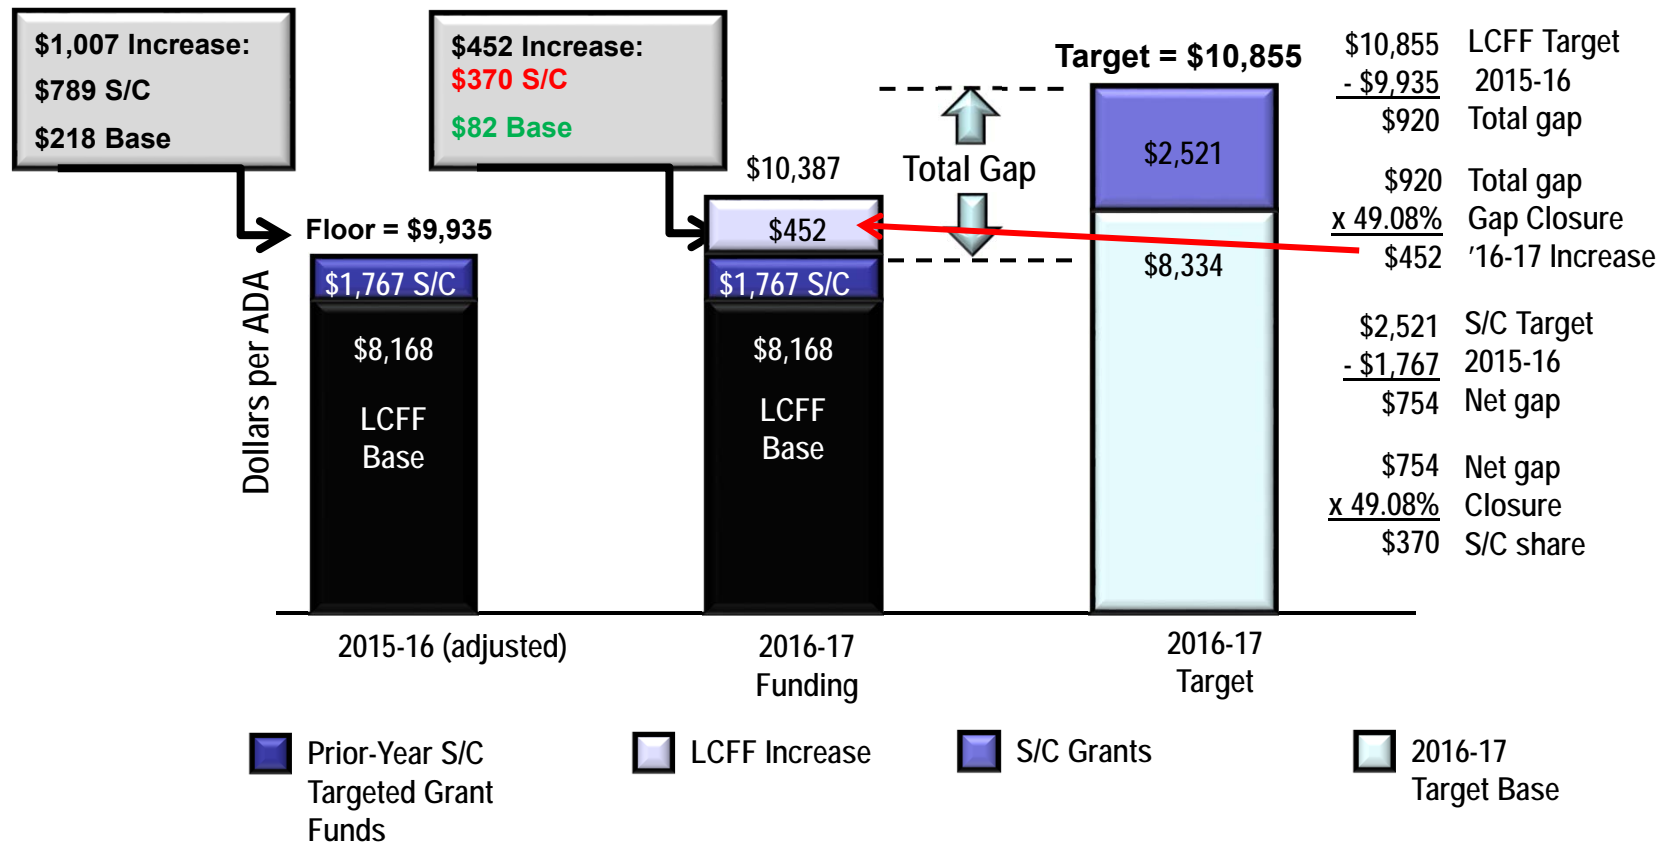 $1,007 Increase:
$789 S/C
$218 Base
$452 Increase:
$370 S/C
$82 Base
Floor = $9,935
$1,767 S/C
$8,168
LCFF
Base
$10,387
$452
$1,767 S/C
$8,168
LCFF
Base
Total Gap
Target = $10,855
$2,521
$8,334
Dollars per ADA
2015-16 (adjusted)
2016-17
Funding
2016-17
Target
$10,855 LCFF Target
- $9,935 2015-16
$920 Total gap
$920 Total gap
x 49.08% Gap Closure
$452 '16-17 Increase
$2,521 S/C Target
- $1,767 2015-16
$754 Net gap
$754 Net gap
x 49.08% Closure
$370 S/C share
Prior-Year S/C
Targeted Grant
Funds
LCFF Increase
S/C Grants
2016-17
Target Base